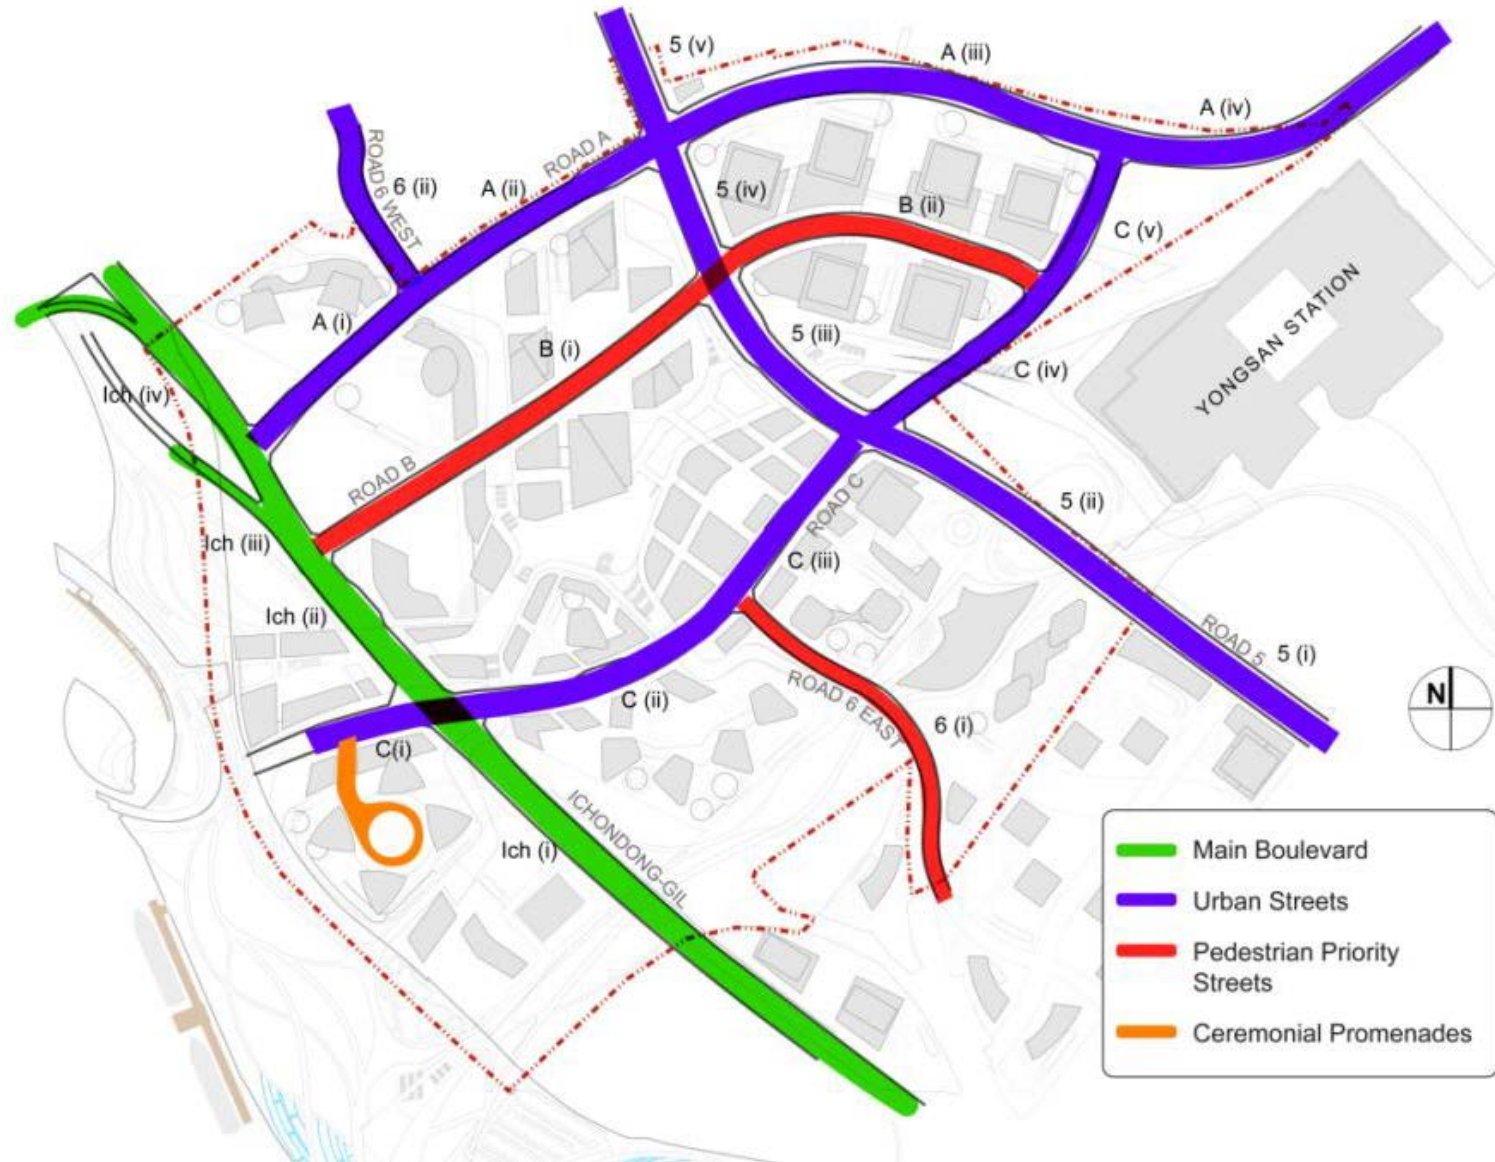 5 (v)
A (iii)
A (iv)
ROAD 6 WEST
ROAD A
6 (ii)
A (ii)
5 (iv)
B (ii)
C (v)
A (i)
B (i)
5 (iii)
C (iv)
YONGSAN STATION
Ich (iv)
ROAD B
ROAD C
5 (ii)
Ich (iii)
C (iii)
Ich (ii)
ROAD 5
5 (i)
ROAD 6 EAST
C (ii)
6 (i)
N
C(i)
ICHONDONG-GIL
Ich (i)
Main Boulevard
Urban Streets
Pedestrian Priority
Streets
Ceremonial Promenades